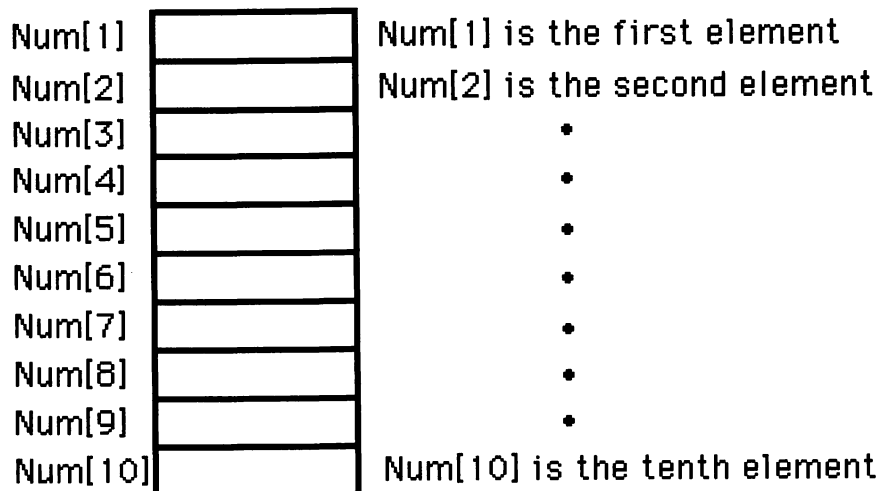 Num[1] Num[1] is the first element
Num[2] Num[2] is the second element
Num[3]
Num[4]
Num[5]
Num[6]
Num[7]
Num[8]
Num[9]
Num[10] Num[10] is the tenth element